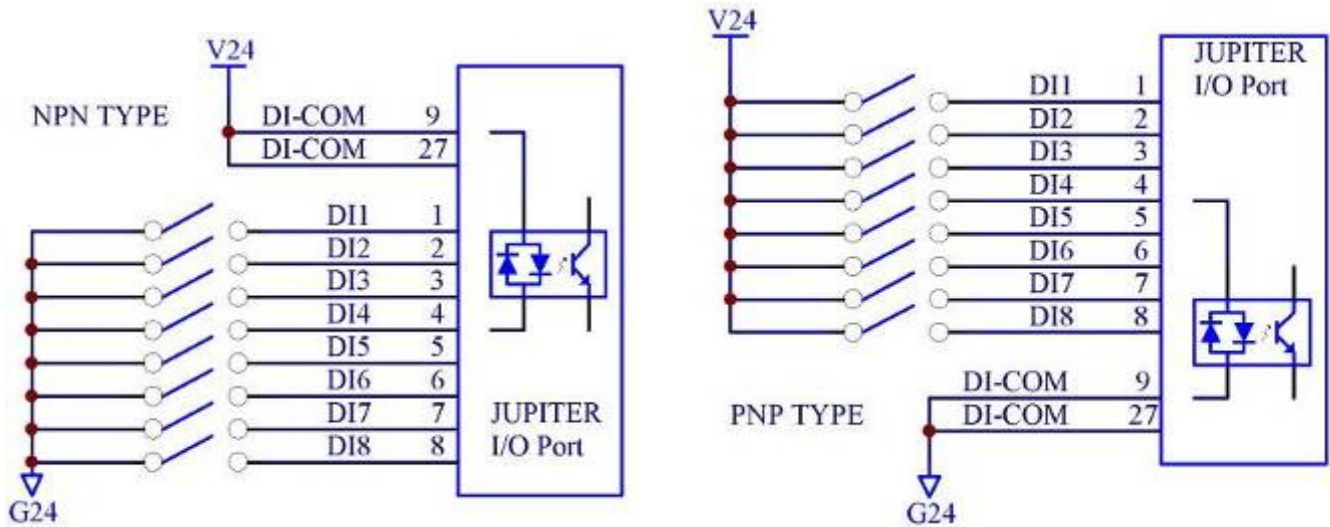 V24
NPN TYPE
DI-COM 9
DI-COM 27
DI1 1
DI2 2
DI3 3
DI4 4
DI5 5
DI6 6
DI7 7
DI8 8
JUPITER
I/O Port
G24
V24
JUPITER
I/O Port
DI1 1
DI2 2
DI3 3
DI4 4
DI5 5
DI6 6
DI7 7
DI8 8
PNP TYPE
DI-COM 9
DI-COM 27
G24